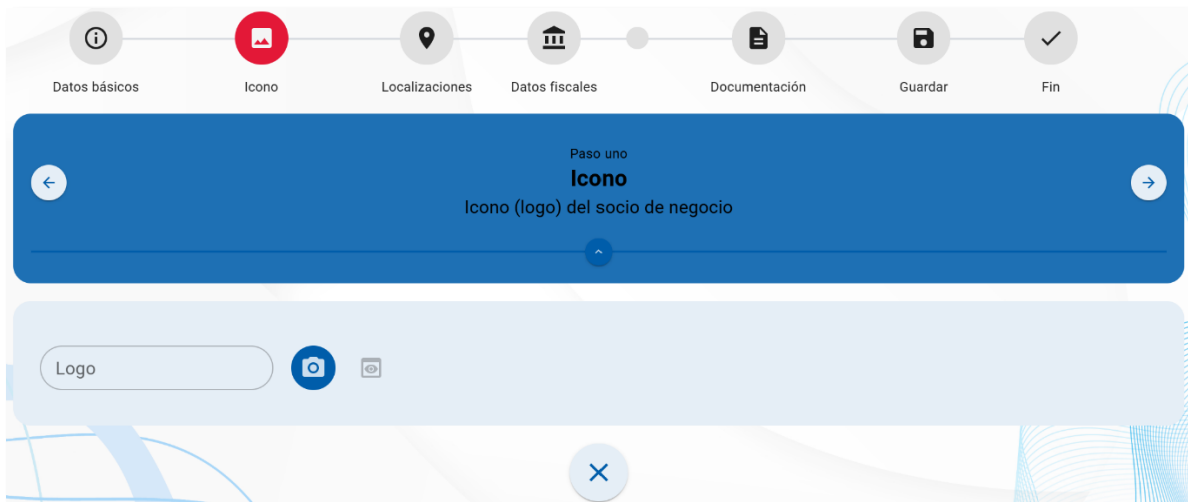 Datos básicos
Icono
Localizaciones
Datos fiscales
Documentación
Guardar
Fin
Paso uno
Icono
Icono (logo) del socio de negocio
Logo